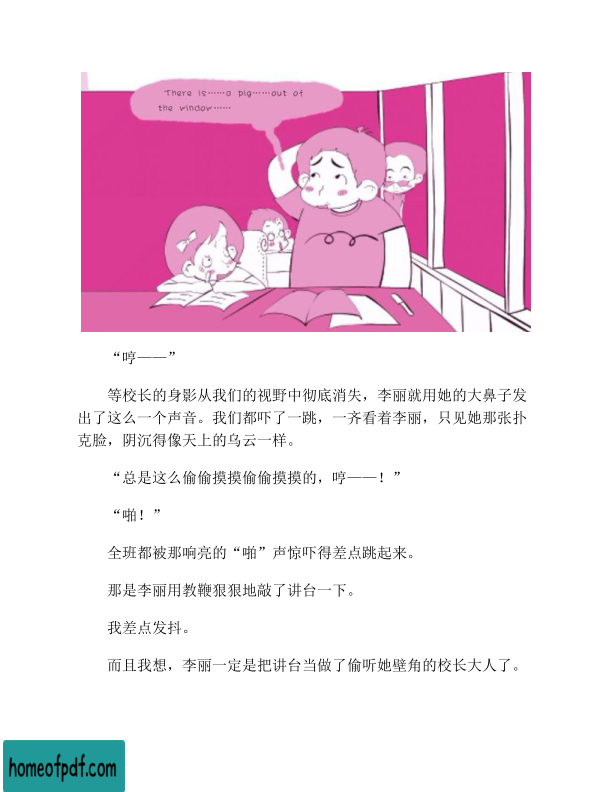 There is……a pig……out of
the window……
“哼——”
等校长的身影从我们的视野中彻底消失，李丽就用她的大鼻子发
出了这么一个声音。我们都吓了一跳，一齐看着李丽，只见她那张扑
克脸，阴沉得像天上的乌云一样。
“总是这么偷偷摸摸偷偷摸摸的，哼——！”
“啪！”
全班都被那响亮的“啪”声惊吓得差点跳起来。
那是李丽用教鞭狠狠地敲了讲台一下。
我差点发抖。
而且我想，李丽一定是把讲台当做了偷听她壁角的校长大人了。
homeofpdf.com